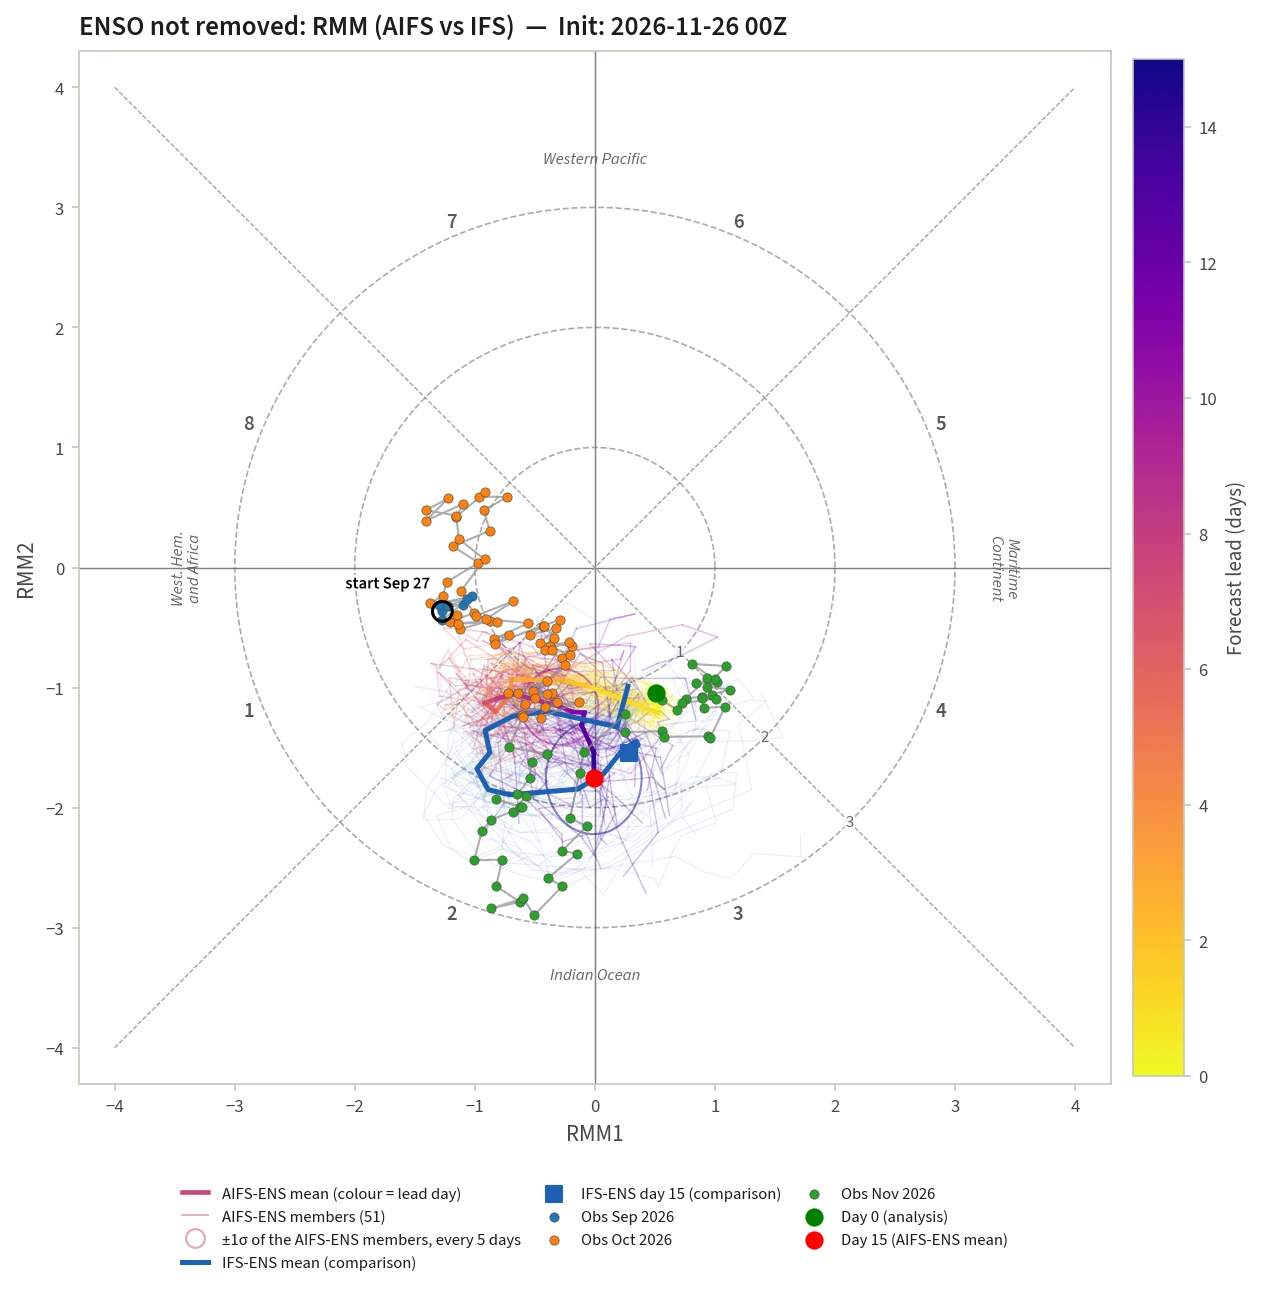 ENSO not removed: RMM (AIFS vs IFS) — Init: 2026-11-26 00Z
4
3
2
1
0
−1
−2
−3
−4
RMM2
−4
−3
−2
−1
0
1
2
3
4
RMM1
Western Pacific
7
6
8
5
West. Hem.
and Africa
Maritime
Continent
start Sep 27
1
2
3
1
4
2
3
Indian Ocean
14
12
10
8
6
4
2
0
Forecast lead (days)
AIFS-ENS mean (colour = lead day)
AIFS-ENS members (51)
±1σ of the AIFS-ENS members, every 5 days
IFS-ENS mean (comparison)
IFS-ENS day 15 (comparison)
Obs Sep 2026
Obs Oct 2026
Obs Nov 2026
Day 0 (analysis)
Day 15 (AIFS-ENS mean)